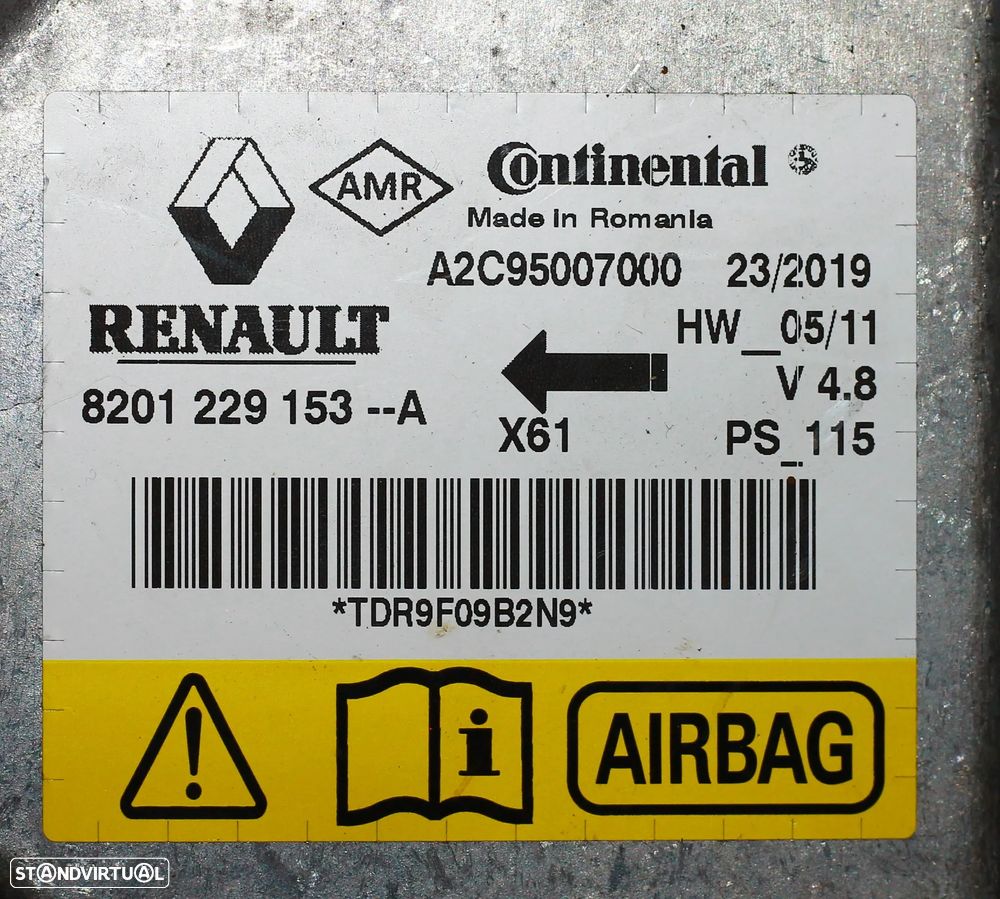 AMR
Continental
Made in Romania
A2C95007000 23/2019
RENAULT
HW_05/11
V 4.8
8201 229 153 --A
X61
PS_115
*TDR9F09B2N9*
! i AIRBAG
STANDVIRTUAL